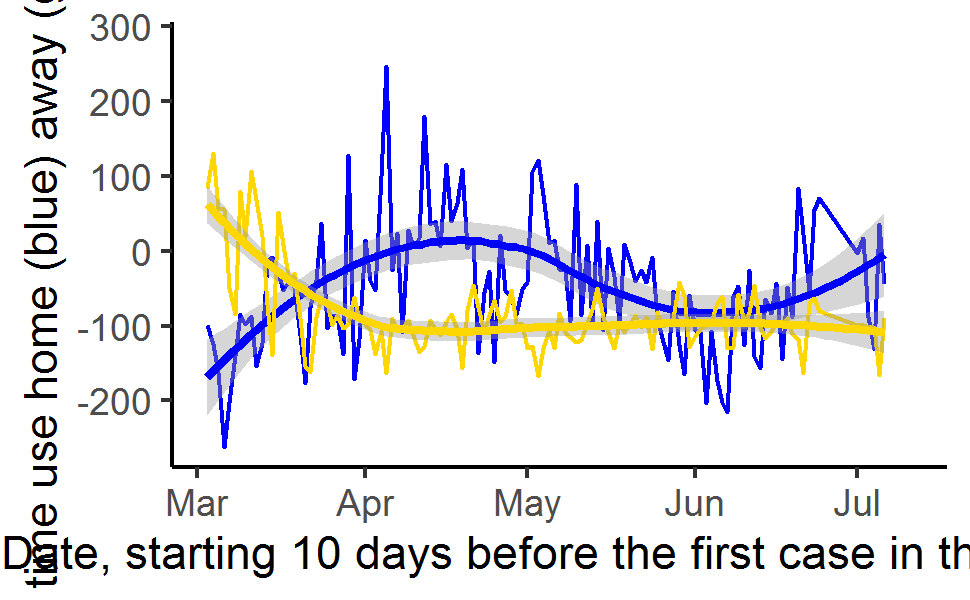 time use home (blue) away (
300
200
100
0
-100
-200
Mar Apr May Jun Jul
Date, starting 10 days before the first case in th